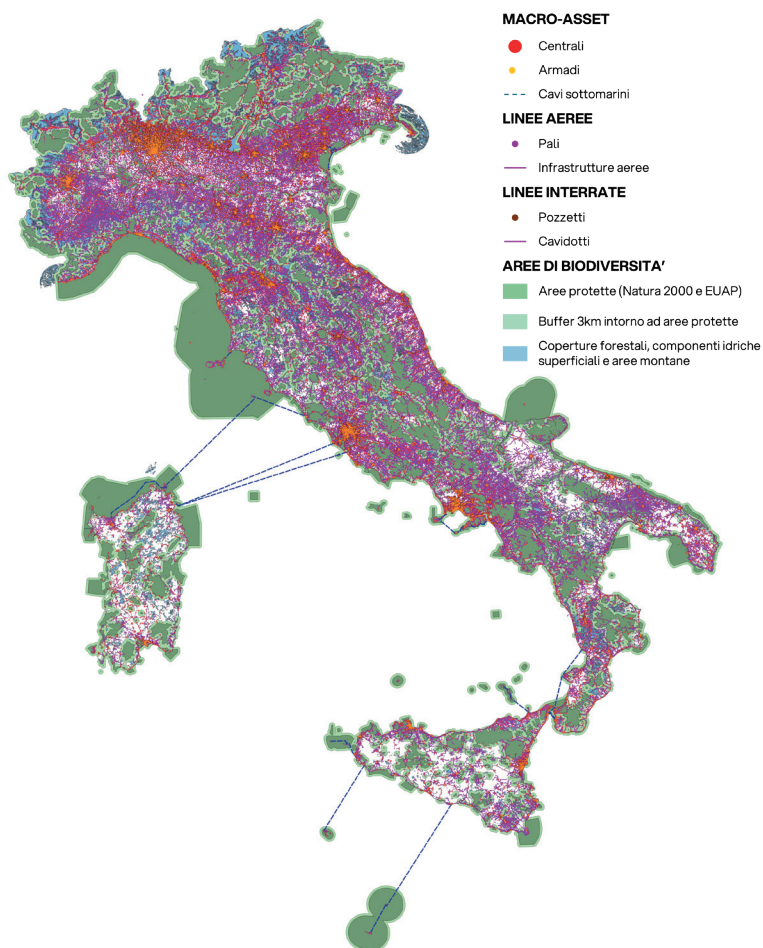 MACRO-ASSET
Centrali
Armadi
Cavi sottomarini
LINEE AEREE
Pali
Infrastrutture aeree
LINEE INTERRATE
Pozzetti
Cavidotti
AREE DI BIODIVERSITA’
Aree protette (Natura 2000 e EUAP)
Buffer 3km intorno ad aree protette
Coperture forestali, componenti idriche
superficiali e aree montane